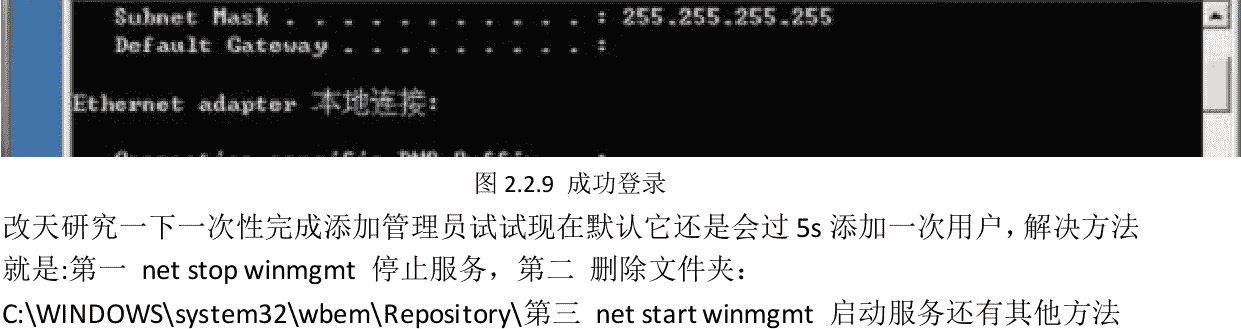 Subnet Mask . . . . . . . . . . . : 255.255.255.255
Default Gateway . . . . . . . . . :
Ethernet adapter 本地连接:
图 2.2.9 成功登录
改天研究一下一次性完成添加管理员试试现在默认它还是会过 5s 添加一次用户，解决方法
就是:第一 net stop winmgmt 停止服务，第二 删除文件夹：
C:\WINDOWS\system32\wbem\Repository\第三 net start winmgmt 启动服务还有其他方法